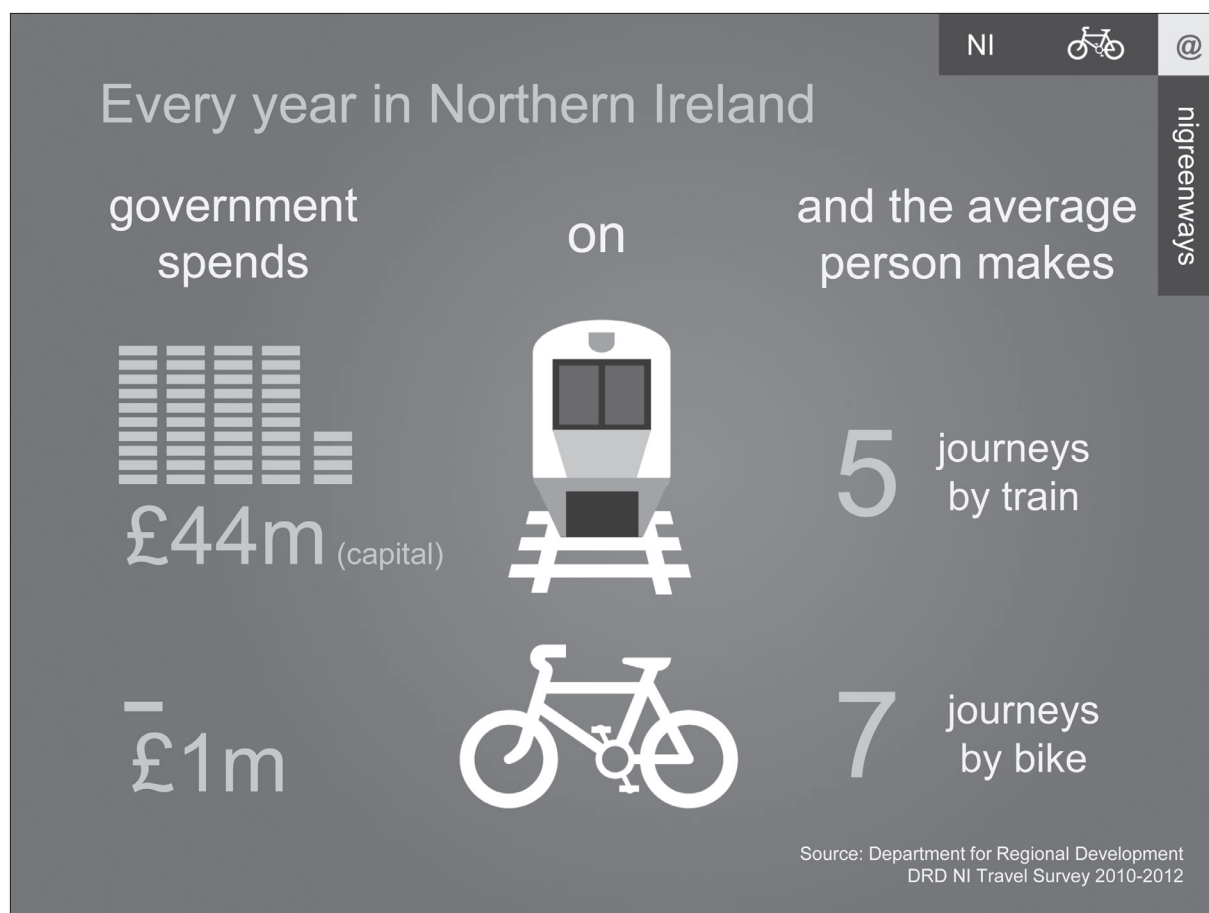 NI
@
nigreenways
Every year in Northern Ireland
government
spends
on
and the average
person makes
£44m (capital)
5
journeys
by train
£1m
7
journeys
by bike
Source: Department for Regional Development
DRD NI Travel Survey 2010-2012